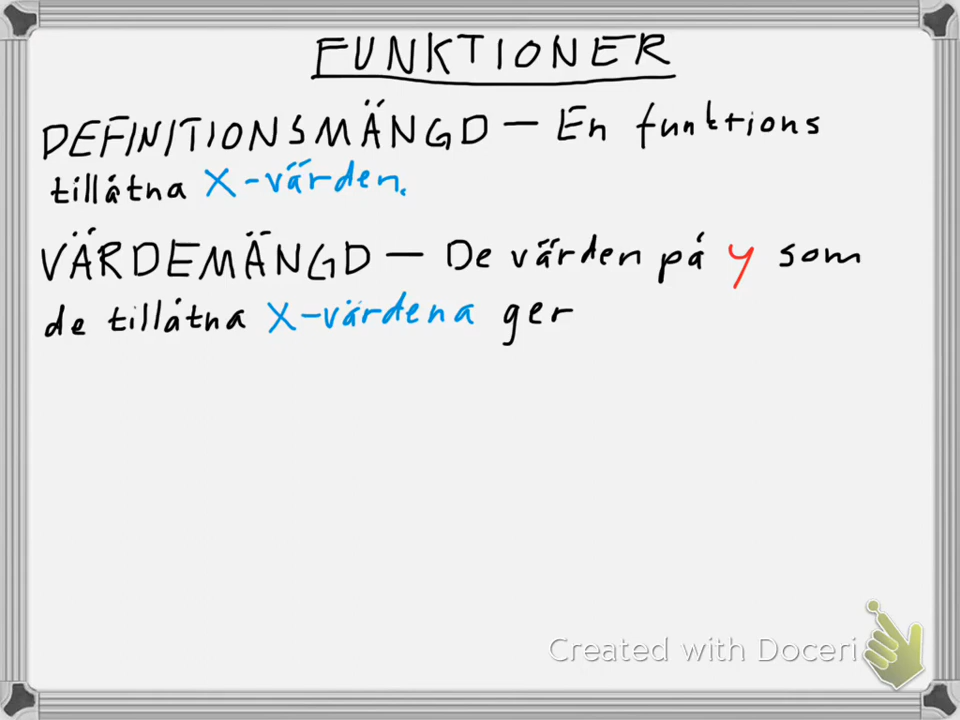 FUNKTIONER
DEFINITIONSMÄNGD – En funktions
tillåtna X-värden.
VÄRDEMÄNGD – De värden på y som
de tillåtna X-värdena ger
Created with Doceri